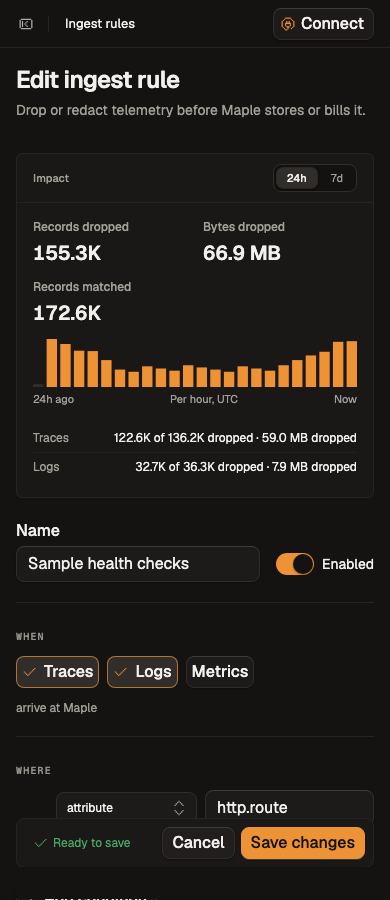 Ingest rules
Connect
Edit ingest rule
Drop or redact telemetry before Maple stores or bills it.
Impact
24h
7d
Records dropped
Bytes dropped
155.3K
66.9 MB
Records matched
172.6K
24h ago
Per hour, UTC
Now
Traces
122.6K of 136.2K dropped · 59.0 MB dropped
Logs
32.7K of 36.3K dropped · 7.9 MB dropped
Name
Sample health checks
Enabled
WHEN
Traces
Logs
Metrics
arrive at Maple
WHERE
attribute
http.route
Ready to save
Cancel
Save changes